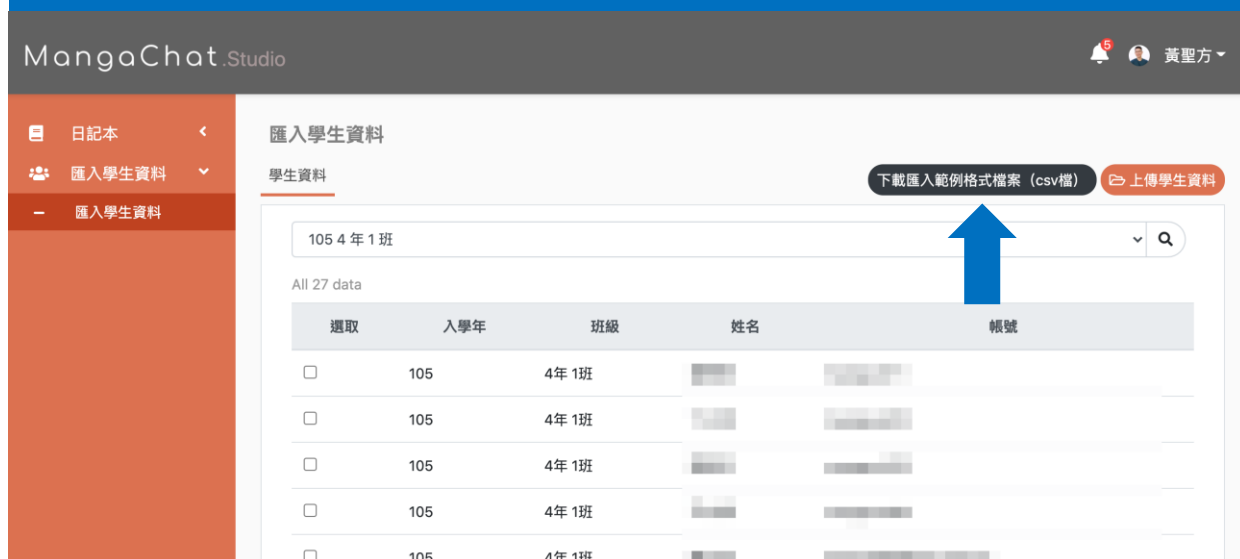 MangaChat.Studio
5
黃聖方
日記本
匯入學生資料
匯入學生資料
匯入學生資料
學生資料
下載匯入範例格式檔案（csv檔）
上傳學生資料
105 4 年 1 班
All 27 data
選取 入學年 班級 姓名 帳號
105 4年 1班
105 4年 1班
105 4年 1班
105 4年 1班
105 4年 1班